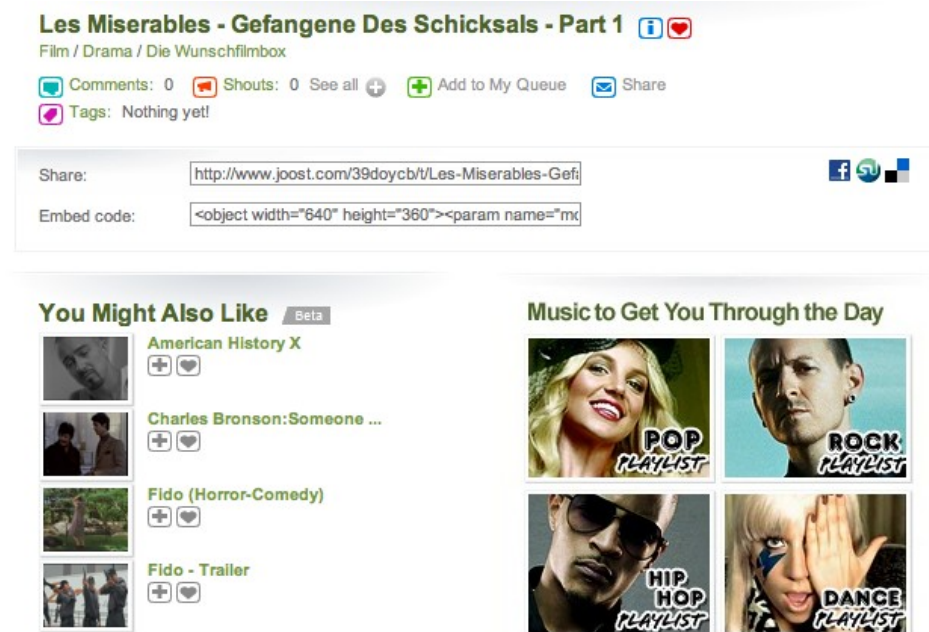 Les Miserables - Gefangene Des Schicksals - Part 1
Film / Drama / Die Wunschfilmbox
Comments: 0 Shouts: 0 See all Add to My Queue Share
Tags: Nothing yet!
Share: http://www.joost.com/39doycb/t/Les-Miserables-Gefa
Embed code: <object width="640" height="360"><param name="mo
You Might Also Like Beta
American History X
Charles Bronson:Someone ...
Fido (Horror-Comedy)
Fido - Trailer
Music to Get You Through the Day
POP
PLAYLIST
ROCK
PLAYLIST
HIP
HOP
PLAYLIST
DANCE
PLAYLIST